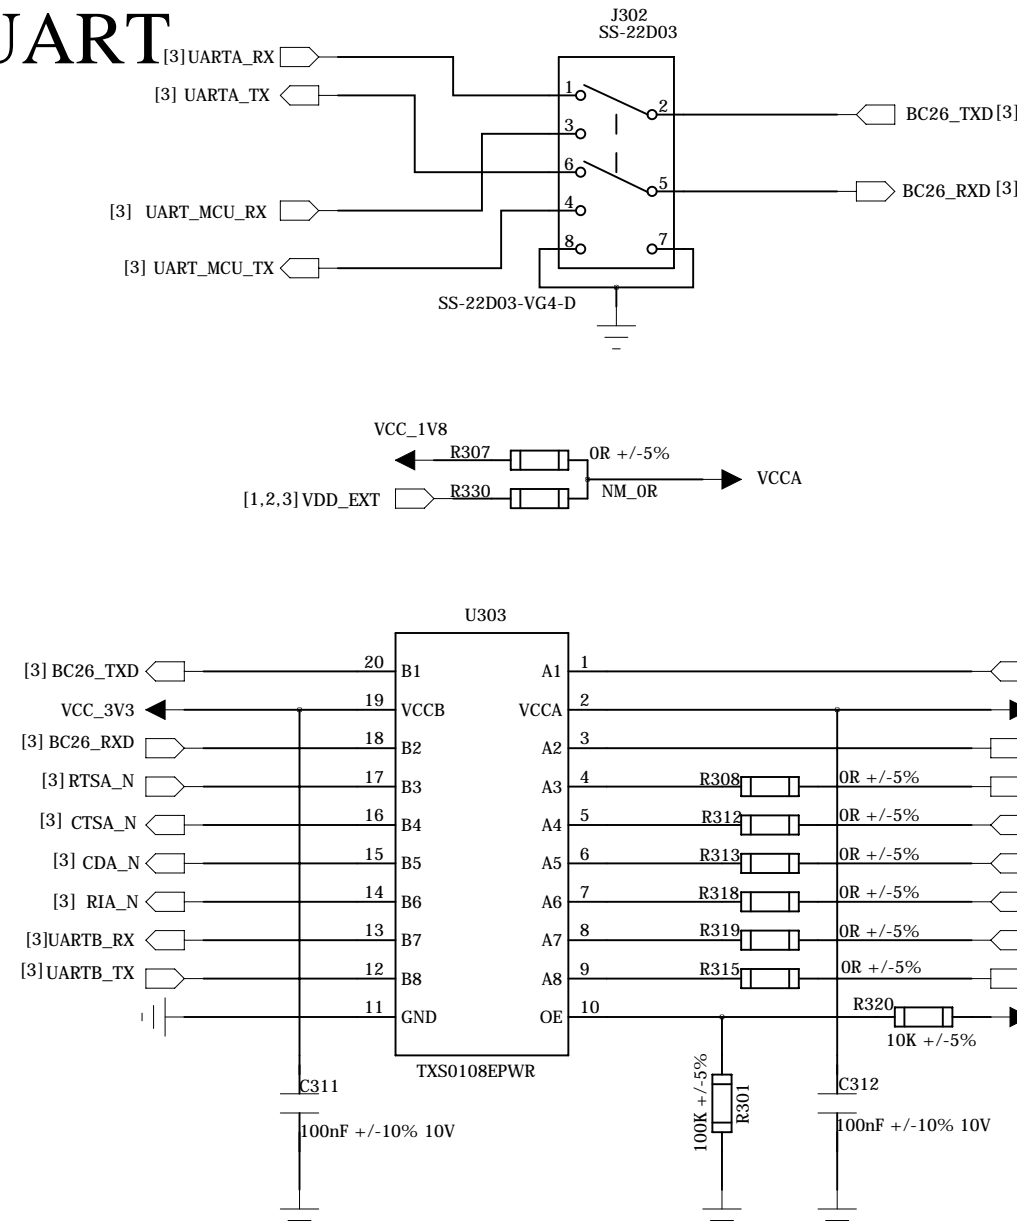 UART
J302
SS-22D03
[3] UARTA_RX
[3] UARTA_TX
1
2
BC26_TXD [3]
3
6
5
BC26_RXD [3]
[3] UART_MCU_RX
4
8
7
[3] UART_MCU_TX
SS-22D03-VG4-D
VCC_1V8
R307
0R +/-5%
VCCA
[1,2,3] VDD_EXT
R330
NM_0R
U303
[3] BC26_TXD
20
B1
A1
1
VCC_3V3
19
VCCB
VCCA
2
[3] BC26_RXD
18
B2
A2
3
[3] RTSA_N
17
B3
A3
4
R308
0R +/-5%
[3] CTSA_N
16
B4
A4
5
R312
0R +/-5%
[3] CDA_N
15
B5
A5
6
R313
0R +/-5%
[3] RIA_N
14
B6
A6
7
R318
0R +/-5%
[3]UARTB_RX
13
B7
A7
8
R319
0R +/-5%
[3]UARTB_TX
12
B8
A8
9
R315
0R +/-5%
11
GND
OE
10
R320
10K +/-5%
TXS0108EPWR
C311
100nF +/-10% 10V
100K +/-5%
R301
C312
100nF +/-10% 10V